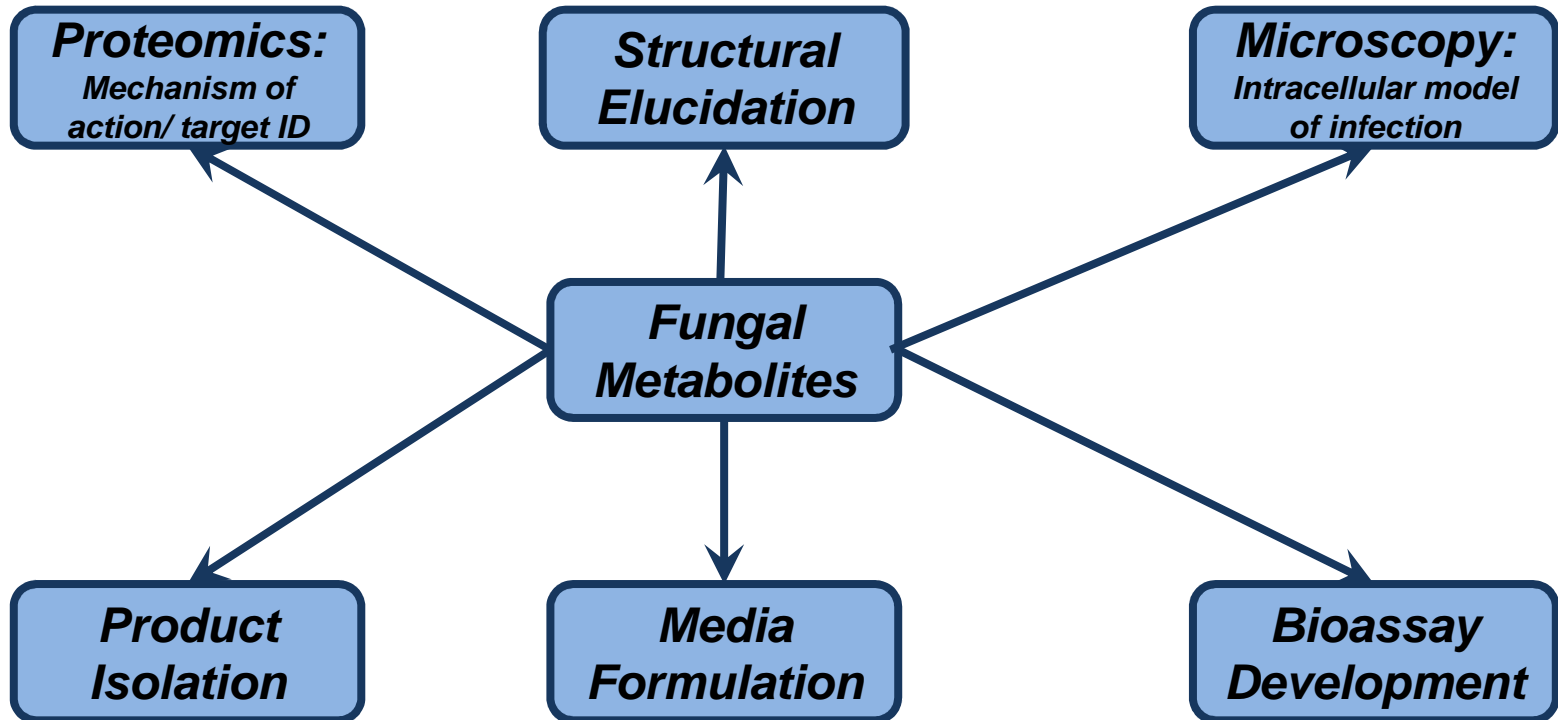 Proteomics:
Mechanism of
action/ target ID
Structural
Elucidation
Microscopy:
Intracellular model
of infection
Fungal
Metabolites
Product
Isolation
Media
Formulation
Bioassay
Development